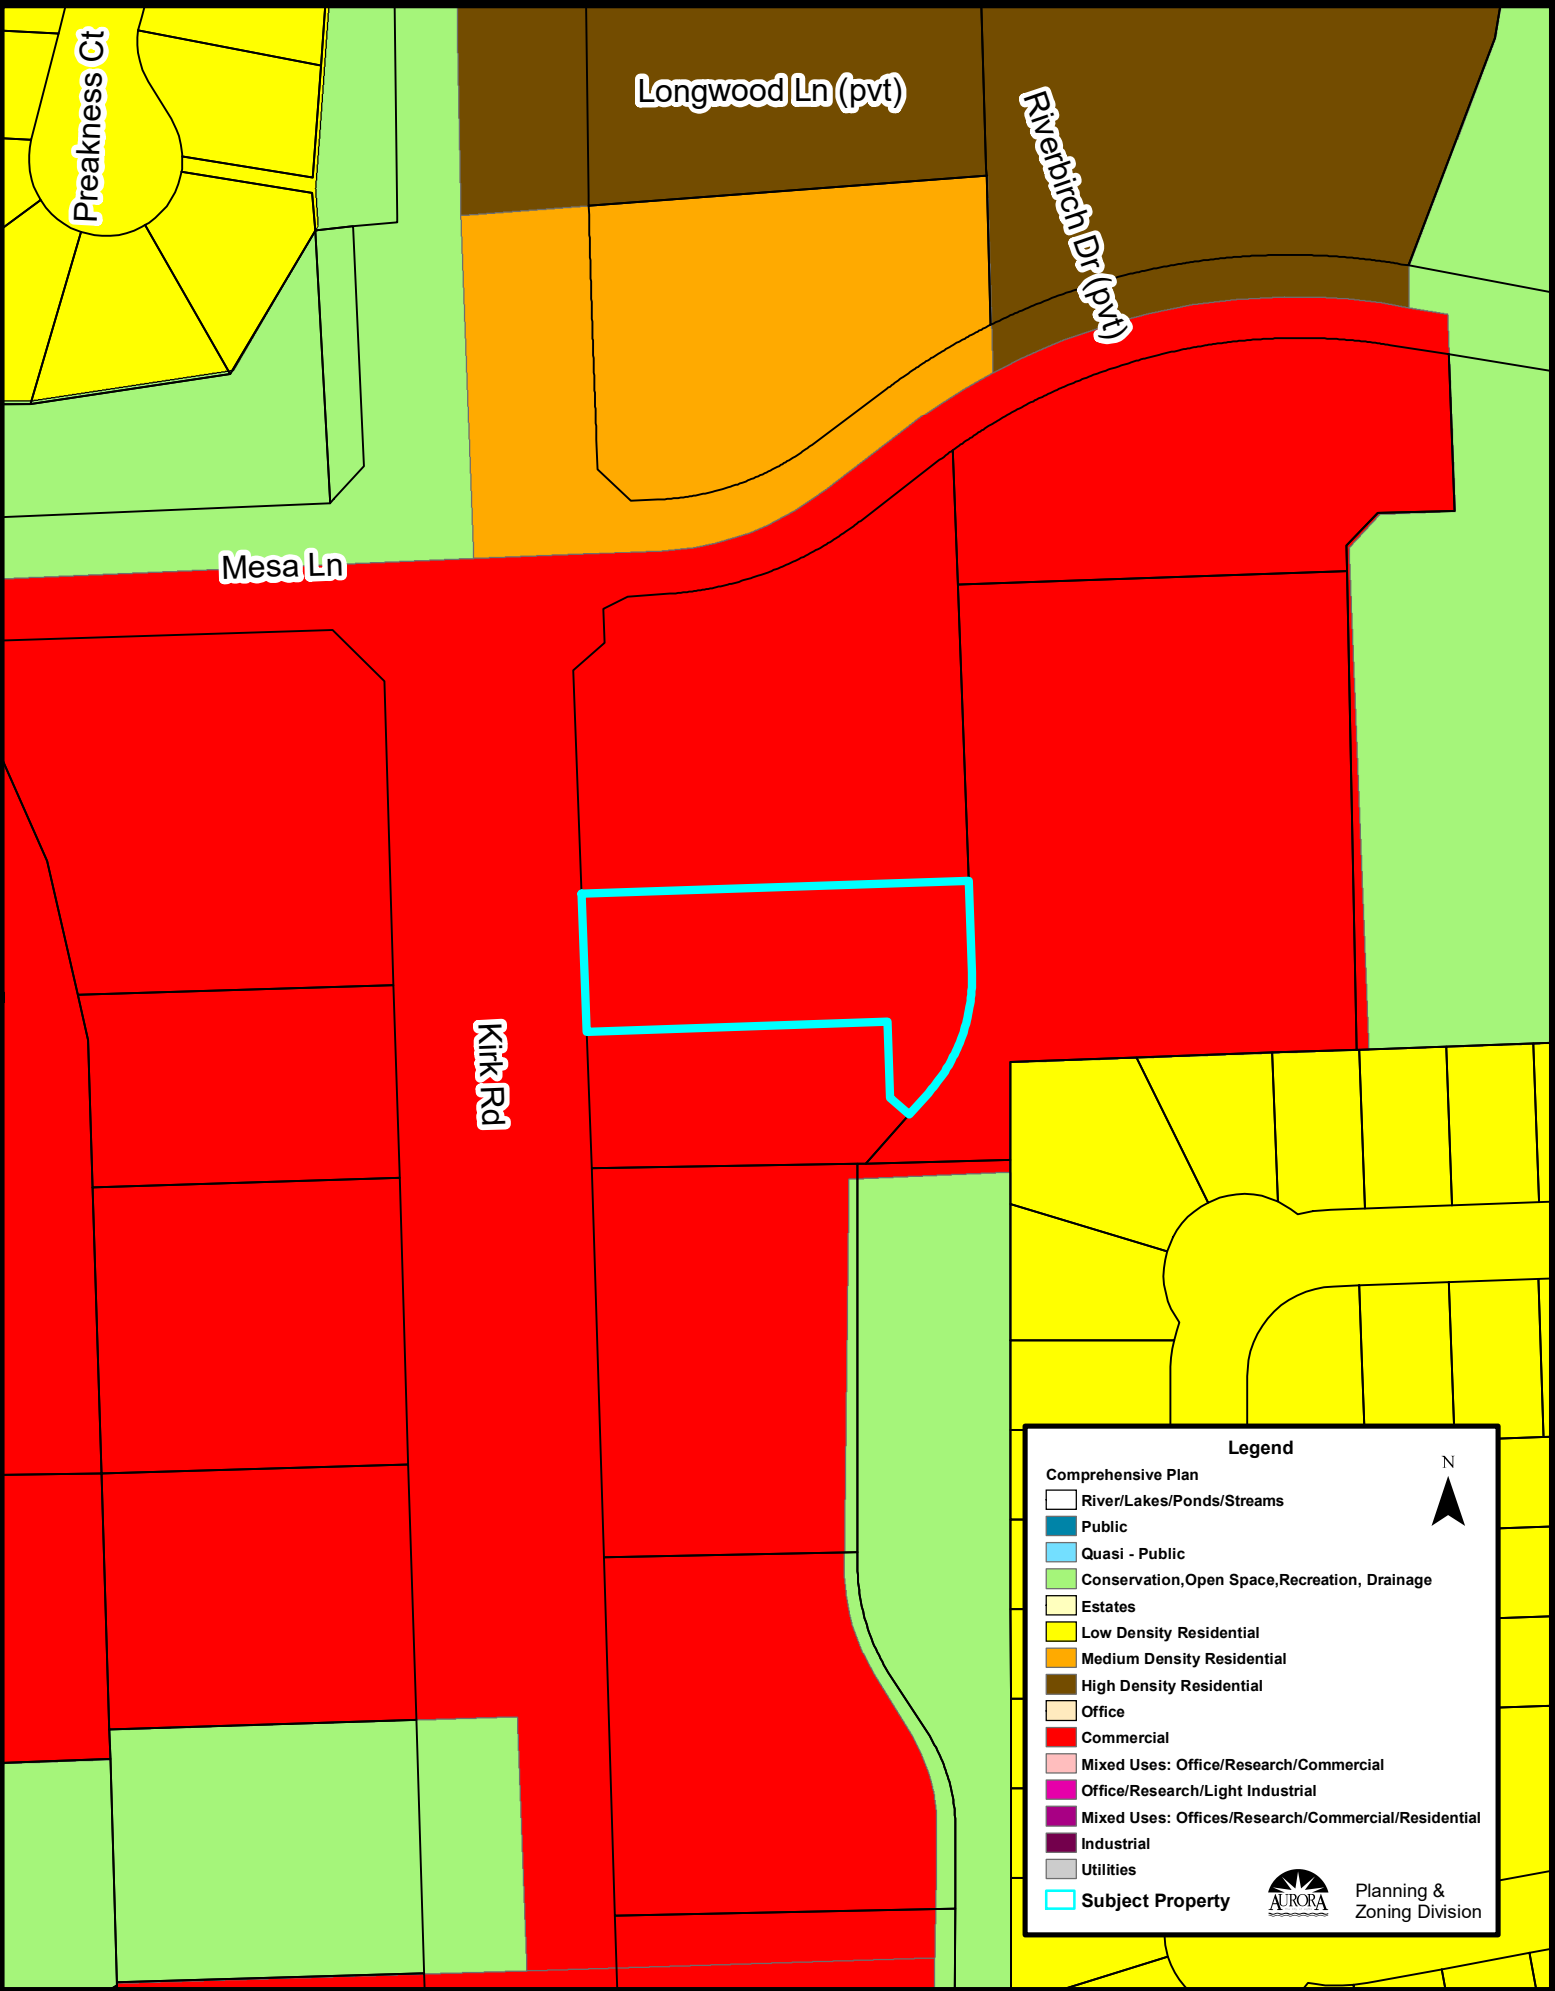 Preakness Ct
Longwood Ln (pvt)
Riverbirch Dr (pvt)
Mesa Ln
Kirk Rd
Legend
Comprehensive Plan
N
River/Lakes/Ponds/Streams
Public
Quasi - Public
Conservation,Open Space,Recreation, Drainage
Estates
Low Density Residential
Medium Density Residential
High Density Residential
Office
Commercial
Mixed Uses: Office/Research/Commercial
Office/Research/Light Industrial
Mixed Uses: Offices/Research/Commercial/Residential
Industrial
Utilities
Subject Property
AURORA
Planning &
Zoning Division